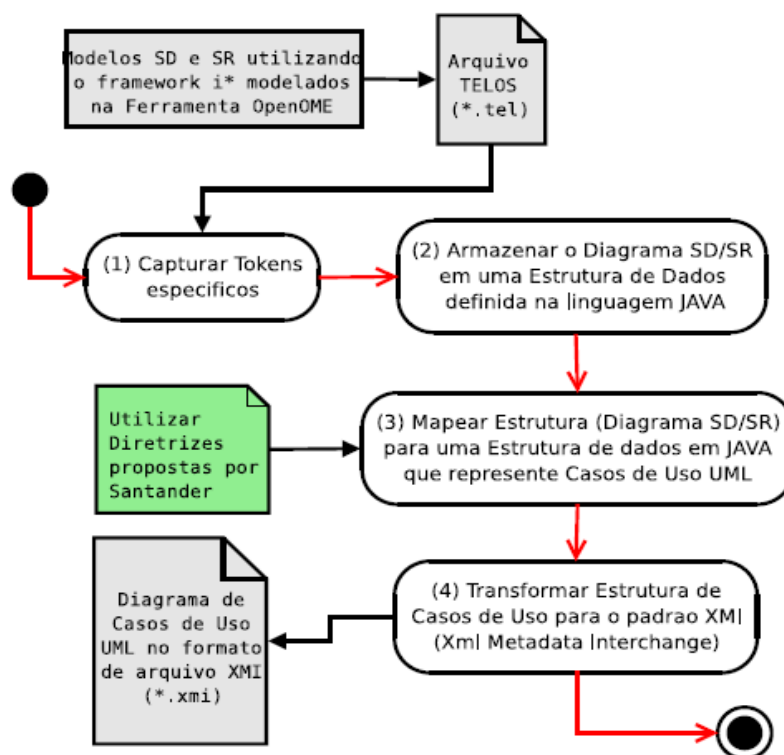 Modelos SD e SR utilizando
o framework i* modelados
na Ferramenta OpenOME
Arquivo
TELOS
(*.tel)
(1) Capturar Tokens
especificos
(2) Armazenar o Diagrama SD/SR
em uma Estrutura de Dados
definida na linguagem JAVA
Utilizar
Diretrizes
propostas por
Santander
(3) Mapear Estrutura (Diagrama SD/SR)
para uma Estrutura de dados em JAVA
que represente Casos de Uso UML
Diagrama de
Casos de Uso
UML no formato
de arquivo XMI
(*.xmi)
(4) Transformar Estrutura de
Casos de Uso para o padrao XMI
(Xml Metadata Interchange)